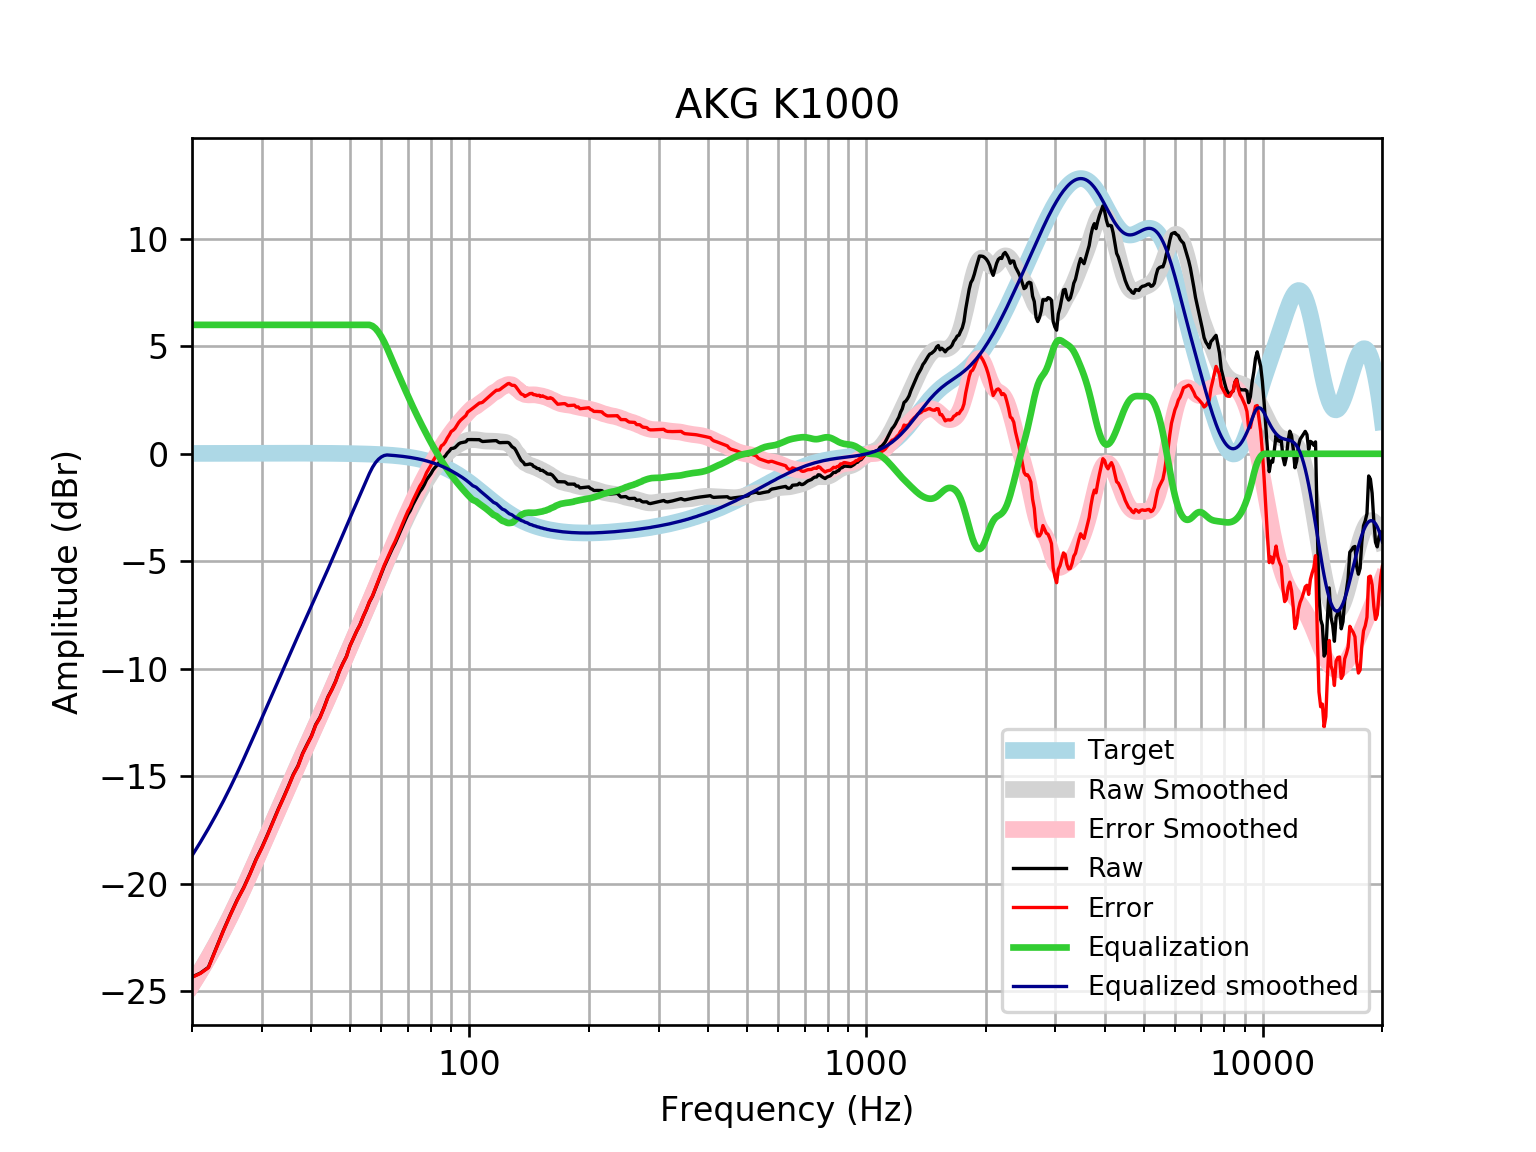 AKG K1000
10
5
0
−5
−10
−15
−20
−25
Amplitude (dBr)
Target
Raw Smoothed
Error Smoothed
Raw
Error
Equalization
Equalized smoothed
100
1000
10000
Frequency (Hz)